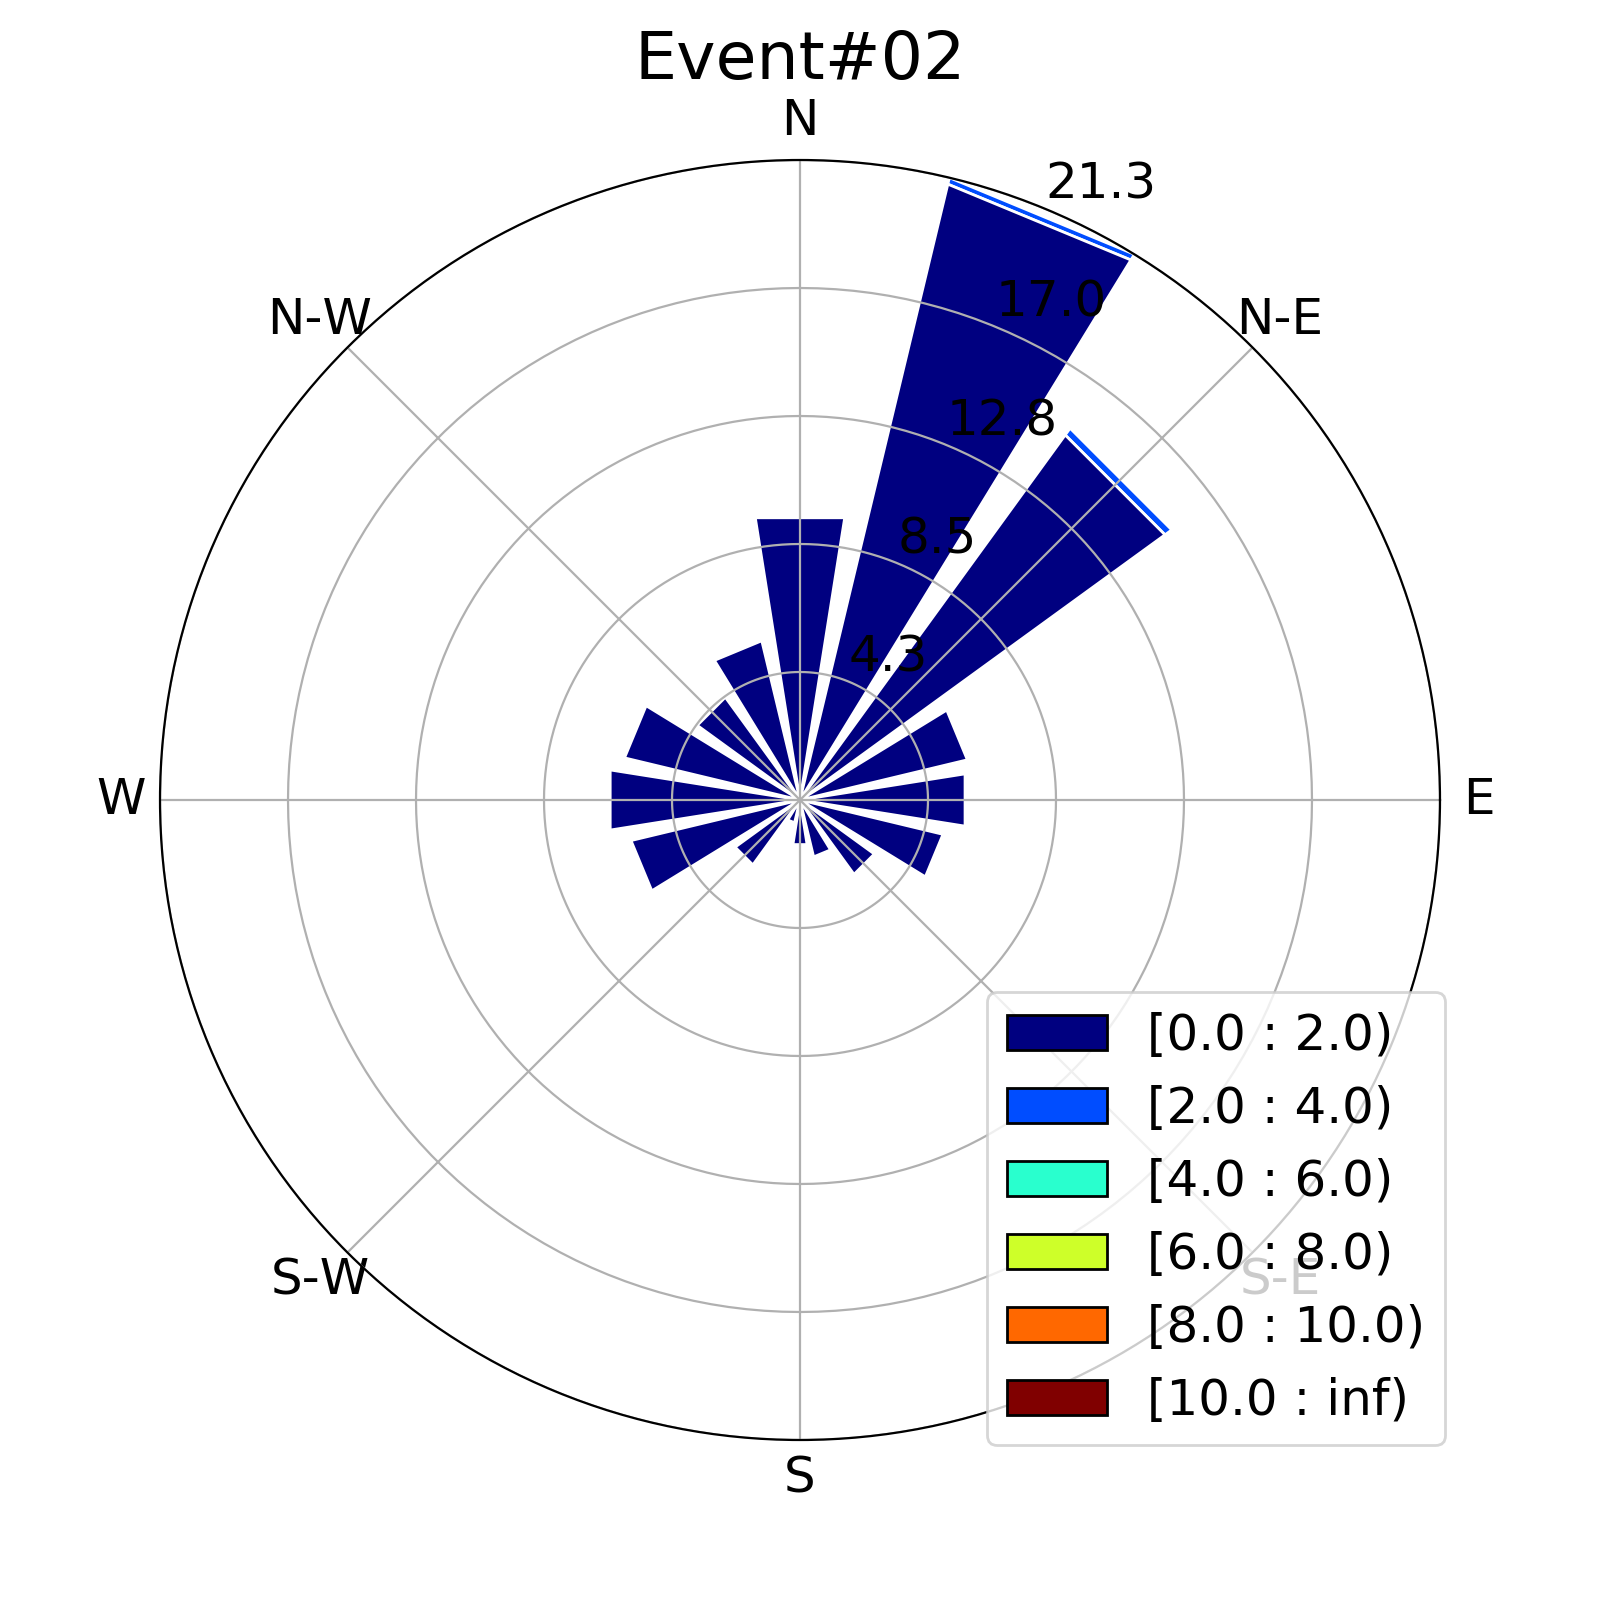 Event#02
N
21.3
N-W
17.0
N-E
12.8
8.5
4.3
W
E
[0.0 : 2.0)
[2.0 : 4.0)
[4.0 : 6.0)
[6.0 : 8.0)
S-W
S-E
[8.0 : 10.0)
[10.0 : inf)
S